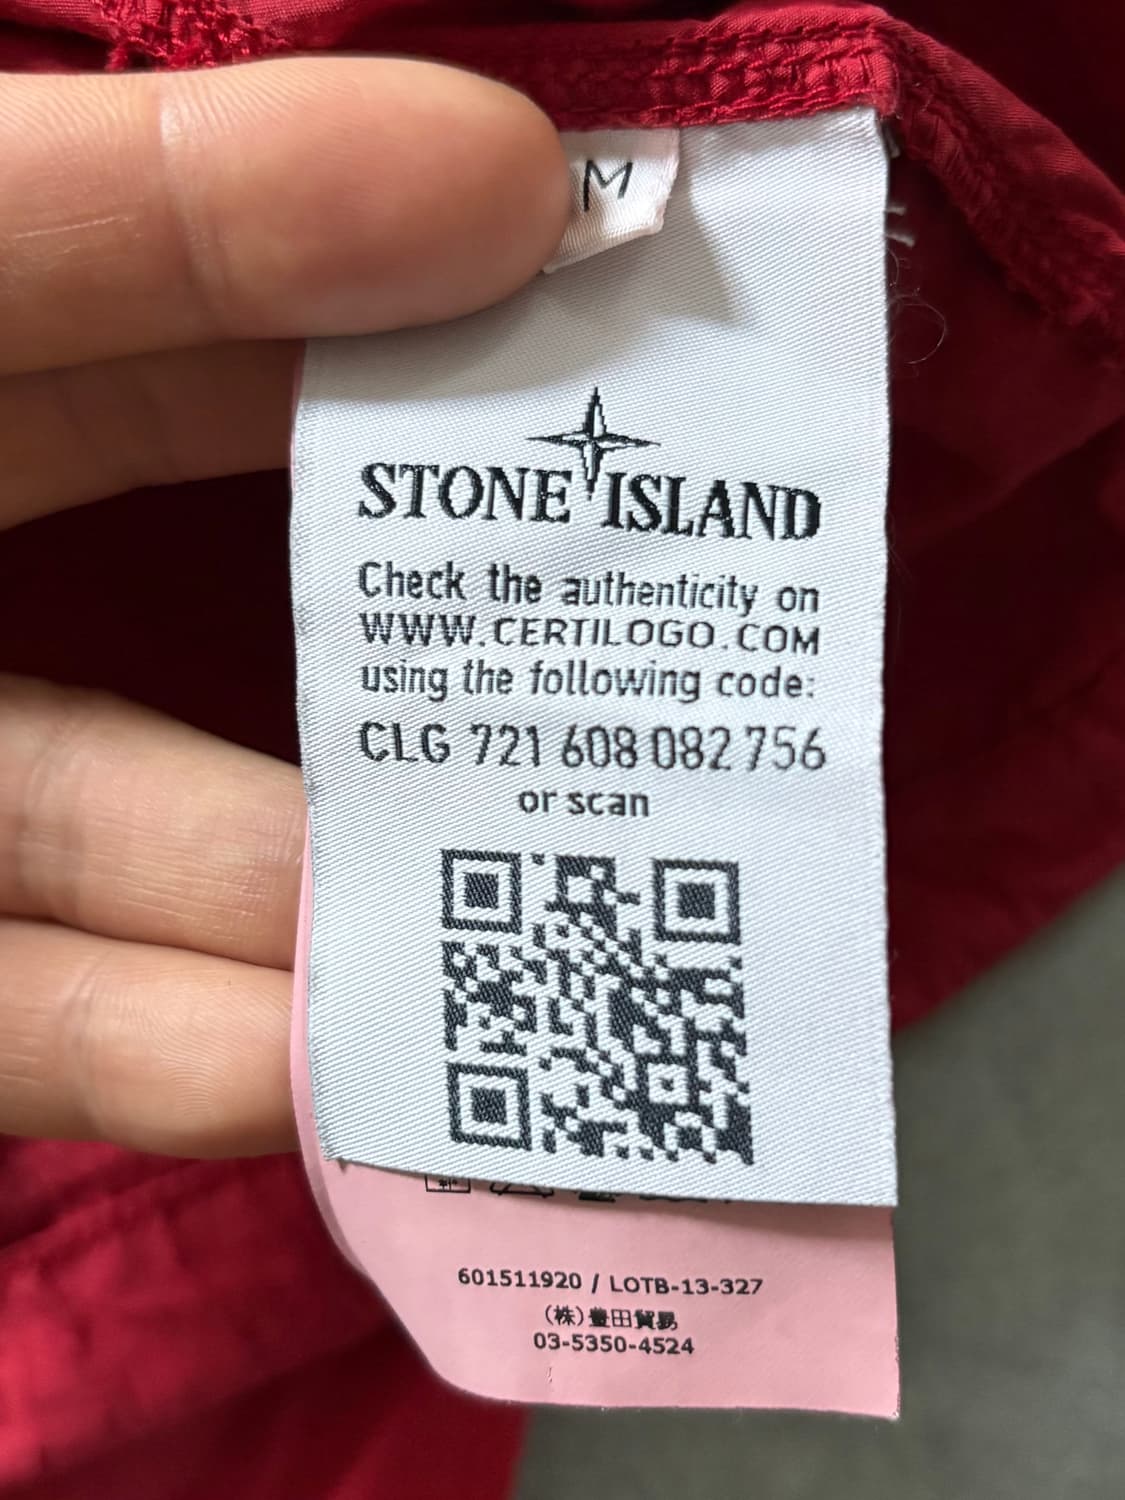 M
STONE ISLAND
Check the authenticity on
WWW.CERTILOGO.COM
using the following code:
CLG 721 608 082 756
or scan
601511920 / LOTB-13-327
(株)豊田貿易
03-5350-4524